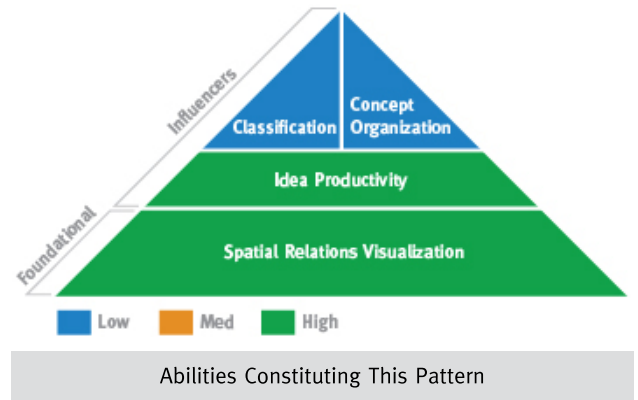 Influencers
Classification
Concept
Organization
Idea Productivity
Foundational
Spatial Relations Visualization
Low
Med
High
Abilities Constituting This Pattern